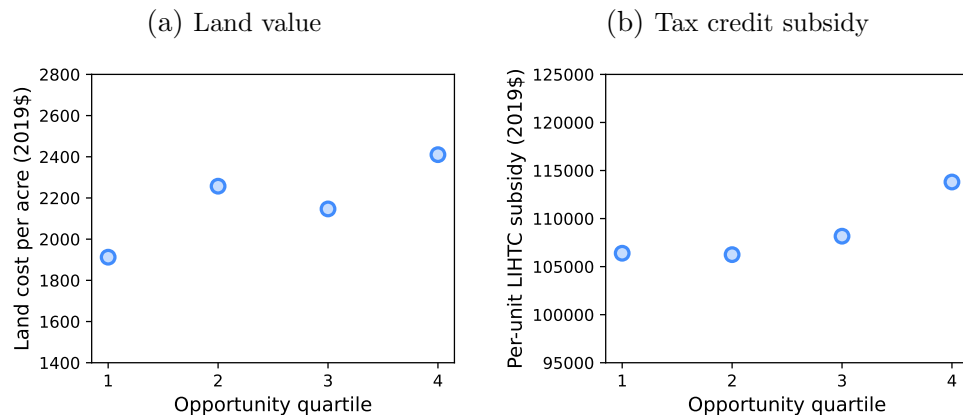 (a) Land value
2800
2600
2400
2200
2000
1800
1600
1400
Land cost per acre (2019$)
1 2 3 4
Opportunity quartile
(b) Tax credit subsidy
125000
120000
115000
110000
105000
100000
95000
Per-unit LIHTC subsidy (2019$)
1 2 3 4
Opportunity quartile